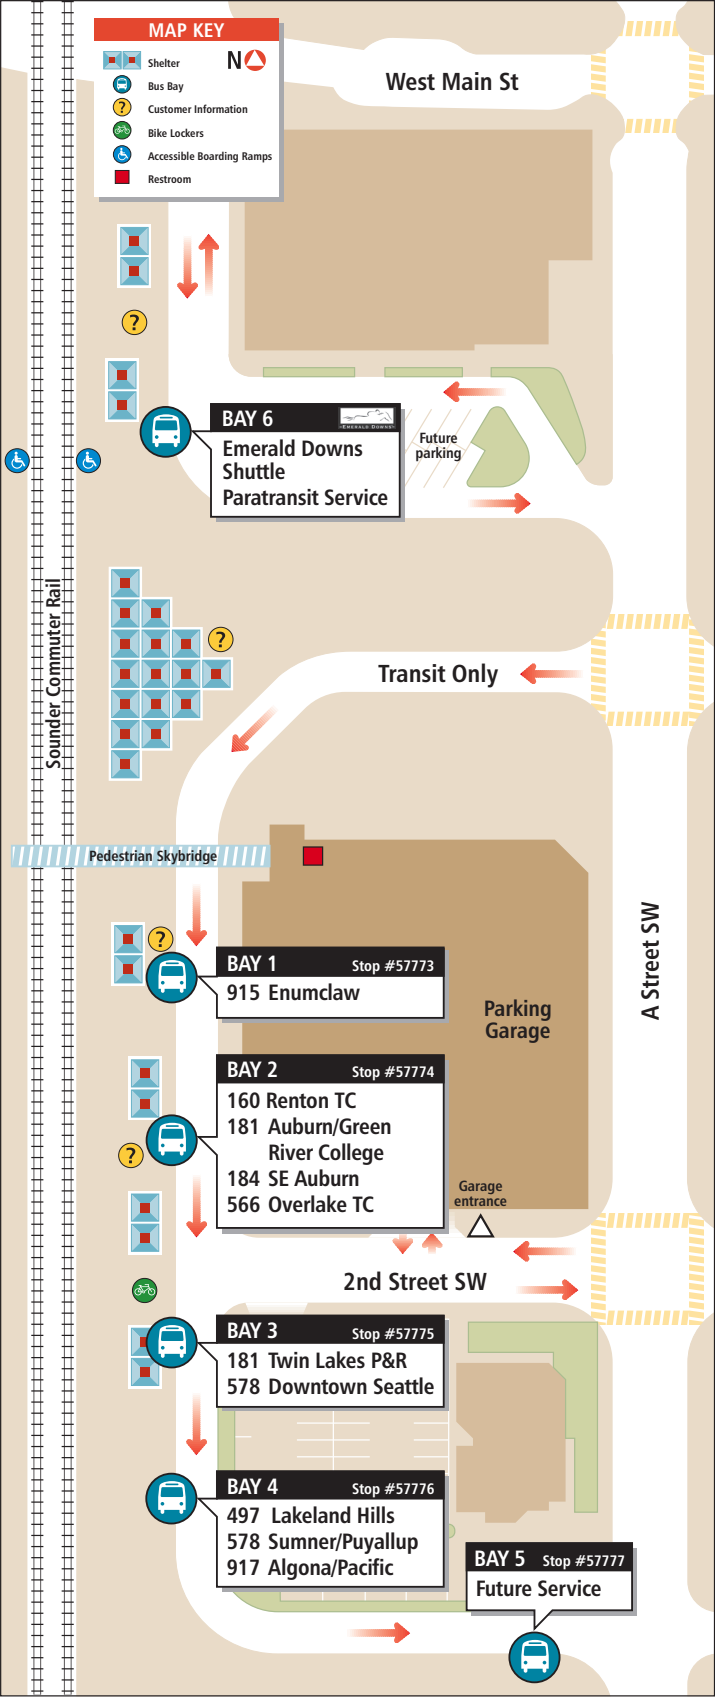 MAP KEY
Shelter
N
Bus Bay
? Customer Information
Bike Lockers
Accessible Boarding Ramps
Restroom
West Main St
?
BAY 6
EMERALD DOWNS
Emerald Downs
Shuttle
Paratransit Service
Future
parking
Sounder Commuter Rail
?
Transit Only
Pedestrian Skybridge
A Street SW
?
BAY 1 Stop #57773
915 Enumclaw
Parking
Garage
BAY 2 Stop #57774
160 Renton TC
181 Auburn/Green
River College
184 SE Auburn
566 Overlake TC
?
Garage
entrance
2nd Street SW
BAY 3 Stop #57775
181 Twin Lakes P&R
578 Downtown Seattle
BAY 4 Stop #57776
497 Lakeland Hills
578 Sumner/Puyallup
917 Algona/Pacific
BAY 5 Stop #57777
Future Service